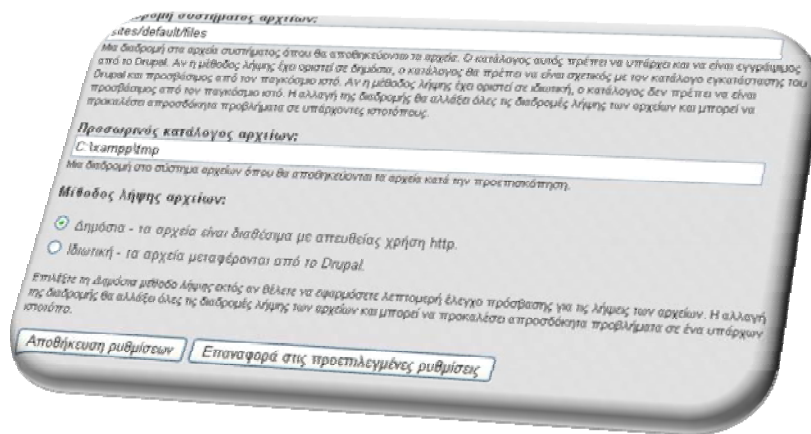 συστήματος αρχείων:
sites/default/files
Μια διαδρομή στα αρχεία συστήματος όπου θα αποθηκεύονται τα αρχεία. Ο κατάλογος αυτός πρέπει να υπάρχει και να είναι εγγράψιμος
από το Drupal. Αν η μέθοδος λήψης έχει οριστεί σε δημόσια, ο κατάλογος θα πρέπει να είναι σχετικός με τον κατάλογο εγκατάστασης του
Drupal και προσβάσιμος από τον παγκόσμιο ιστό. Αν η μέθοδος λήψης έχει οριστεί σε ιδιωτική, ο κατάλογος δεν πρέπει να είναι
προσβάσιμος από τον παγκόσμιο ιστό. Η αλλαγή της διαδρομής θα αλλάξει όλες τις διαδρομές λήψης των αρχείων και μπορεί να
προκαλέσει απροσδόκητα προβλήματα σε υπάρχοντες ιστοτόπους.
Προσωρινός κατάλογος αρχείων:
C:\xampp\tmp
Μια διαδρομή στο σύστημα αρχείων όπου θα αποθηκεύονται τα αρχεία κατά την προεπισκόπηση.
Μέθοδος λήψης αρχείων:
Δημόσια - τα αρχεία είναι διαθέσιμα με απευθείας χρήση http.
Ιδιωτική - τα αρχεία μεταφέρονται από το Drupal.
Επιλέξτε τη Δημόσια μέθοδο λήψης εκτός αν θέλετε να εφαρμόσετε λεπτομερή έλεγχο πρόσβασης για τις λήψεις των αρχείων. Η αλλαγή
της διαδρομής θα αλλάξει όλες τις διαδρομές λήψης των αρχείων και μπορεί να προκαλέσει απροσδόκητα προβλήματα σε ένα υπάρχων
ιστοτόπο.
Αποθήκευση ρυθμίσεων Επαναφορά στις προεπιλεγμένες ρυθμίσεις